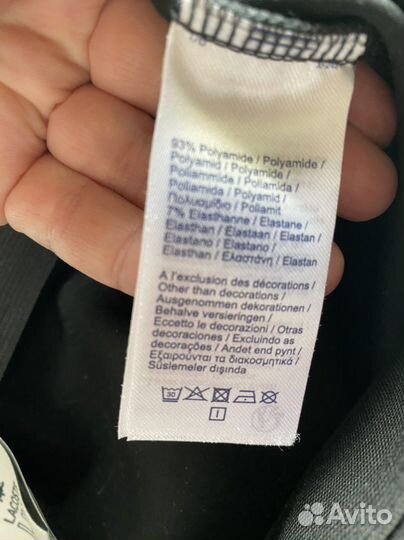 93% Polyamide / Polyamide /
Polyamid / Polyamide /
Poliammide / Poliamida /
Poliamida / Polyamid /
Πολυαμίδιο / Poliamit
7% Elasthanne / Elastane /
Elasthan / Elastaan / Elastan /
Elastano / Elastano /
Elasthan / Ελαστάνη / Elastan
A l'exclusion des décorations /
Other than decorations /
Ausgenommen dekorationen /
Behalve versieringen /
Eccetto le decorazioni / Otras
decoraciones / Excluindo as
decorações / Andet end pynt /
Εξαιρούνται τα διακοσμητικά /
Süslemeler dışında
30
I
LACOS
Avito